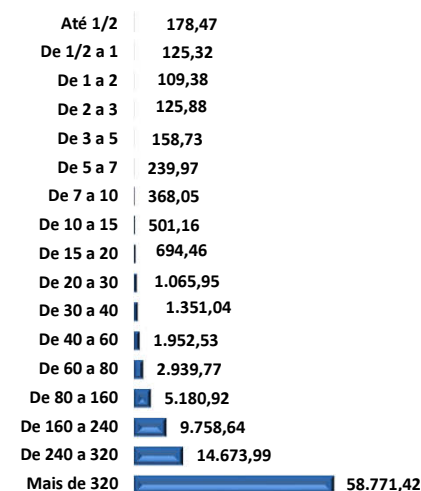 Até 1/2 178,47
De 1/2 a 1 125,32
De 1 a 2 109,38
De 2 a 3 125,88
De 3 a 5 158,73
De 5 a 7 239,97
De 7 a 10 368,05
De 10 a 15 501,16
De 15 a 20 694,46
De 20 a 30 1.065,95
De 30 a 40 1.351,04
De 40 a 60 1.952,53
De 60 a 80 2.939,77
De 80 a 160 5.180,92
De 160 a 240 9.758,64
De 240 a 320 14.673,99
Mais de 320 58.771,42